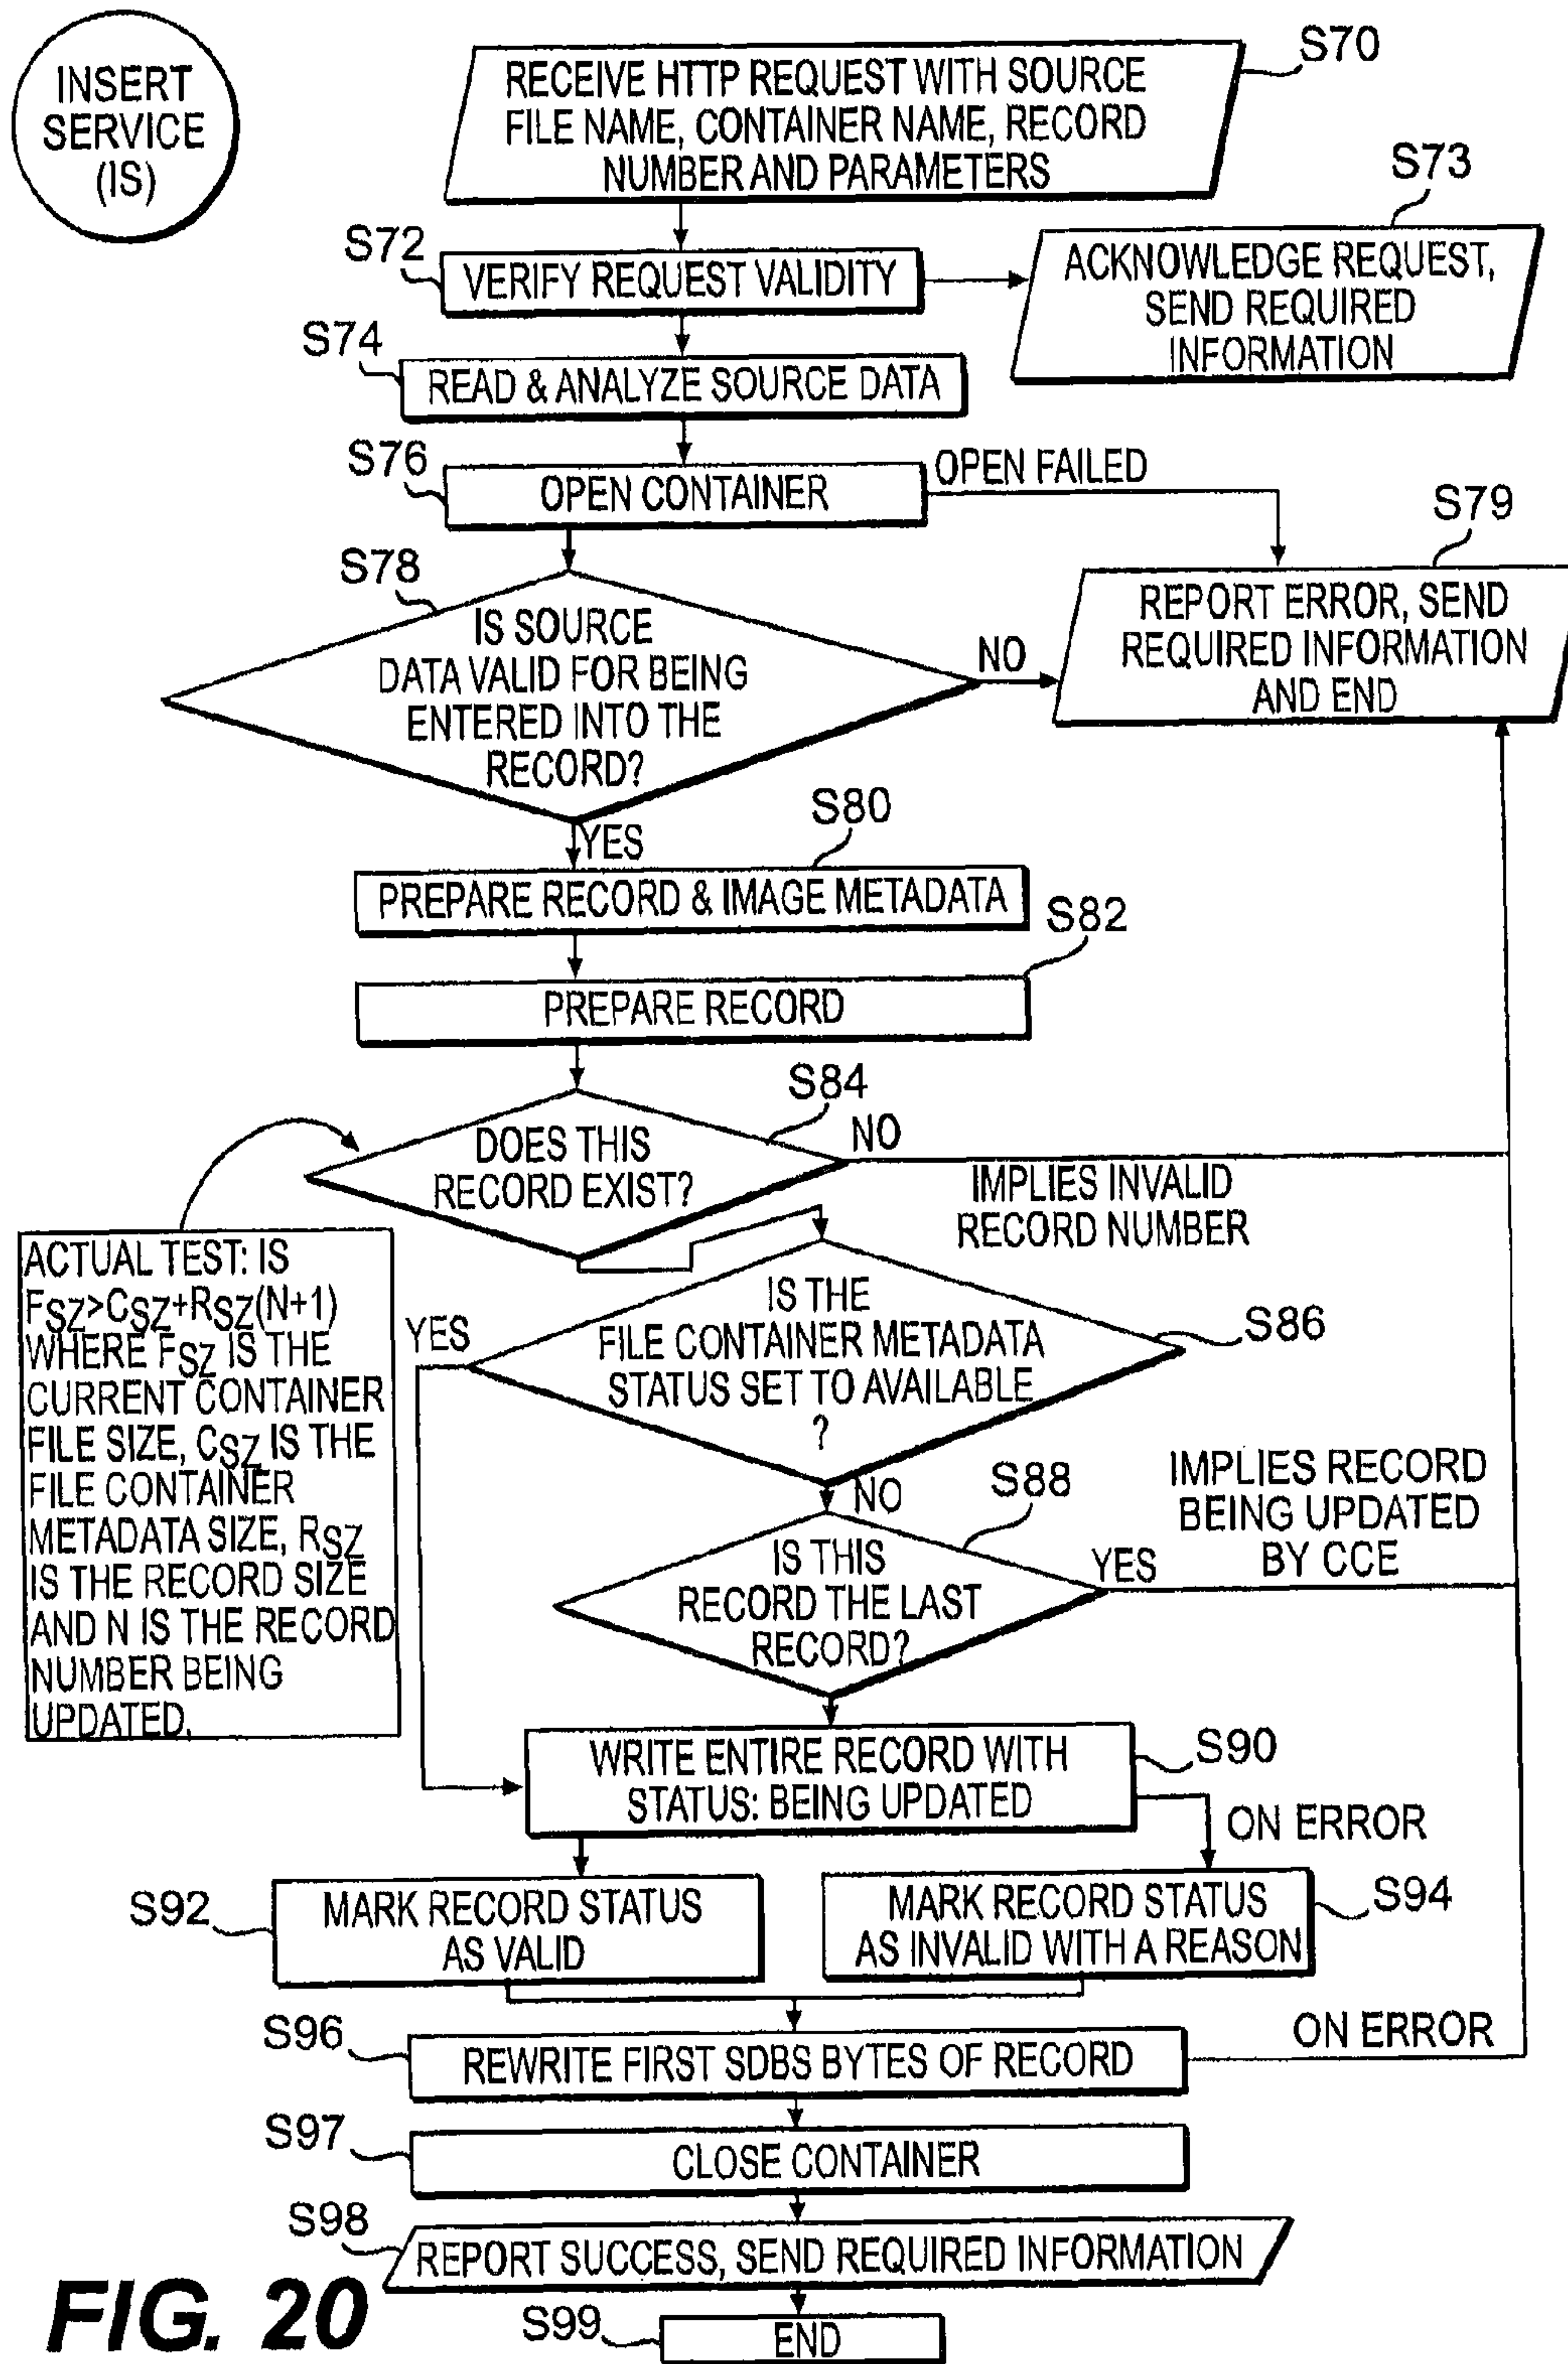 INSERT
SERVICE
(IS)
S70
RECEIVE HTTP REQUEST WITH SOURCE
FILE NAME, CONTAINER NAME, RECORD
NUMBER AND PARAMETERS
S73
S72
VERIFY REQUEST VALIDITY
ACKNOWLEDGE REQUEST,
SEND REQUIRED
INFORMATION
S74
READ & ANALYZE SOURCE DATA
S76
OPEN CONTAINER
OPEN FAILED
S79
S78
IS SOURCE
DATA VALID FOR BEING
ENTERED INTO THE
RECORD?
NO
REPORT ERROR, SEND
REQUIRED INFORMATION
AND END
YES
S80
PREPARE RECORD & IMAGE METADATA
S82
PREPARE RECORD
S84
DOES THIS
RECORD EXIST?
NO
IMPLIES INVALID
RECORD NUMBER
ACTUAL TEST: IS
FSZ>CSZ+RSZ(N+1)
WHERE FSZ IS THE
CURRENT CONTAINER
FILE SIZE, CSZ IS THE
FILE CONTAINER
METADATA SIZE, RSZ
IS THE RECORD SIZE
AND N IS THE RECORD
NUMBER BEING
UPDATED.
IS THE
FILE CONTAINER METADATA
STATUS SET TO AVAILABLE
?
S86
YES
NO
S88
IMPLIES RECORD
BEING UPDATED
BY CCE
IS THIS
RECORD THE LAST
RECORD?
YES
WRITE ENTIRE RECORD WITH
STATUS: BEING UPDATED
S90
ON ERROR
S92
MARK RECORD STATUS
AS VALID
MARK RECORD STATUS
AS INVALID WITH A REASON
S94
S96
REWRITE FIRST SDBS BYTES OF RECORD
ON ERROR
S97
CLOSE CONTAINER
S98
REPORT SUCCESS, SEND REQUIRED INFORMATION
S99
END
FIG. 20